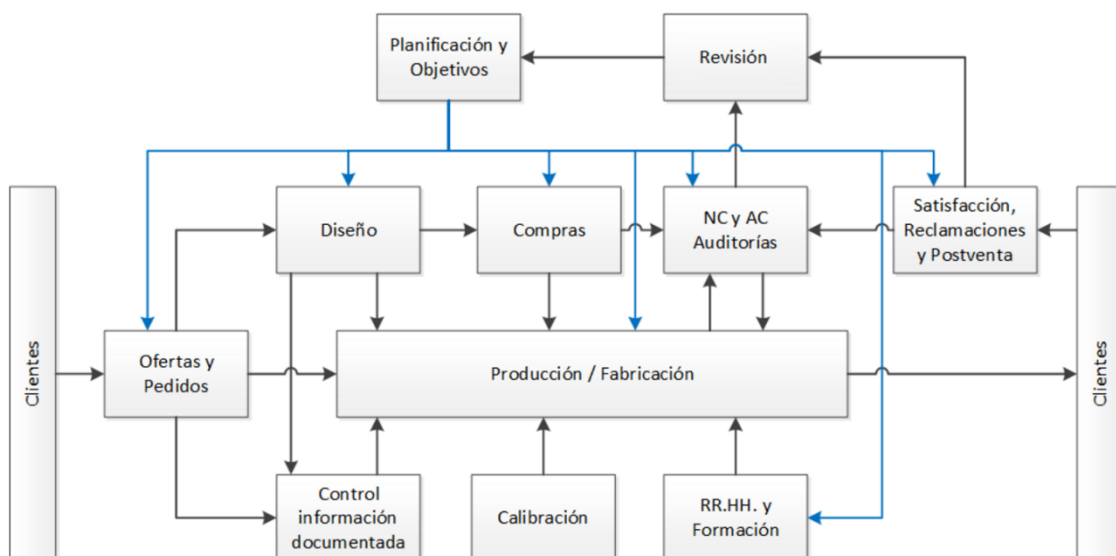 Planificación y
Objetivos
Revisión
Diseño
Compras
NC y AC
Auditorías
Satisfacción,
Reclamaciones
y Postventa
Clientes
Ofertas y
Pedidos
Producción / Fabricación
Clientes
Control
información
documentada
Calibración
RR.HH. y
Formación